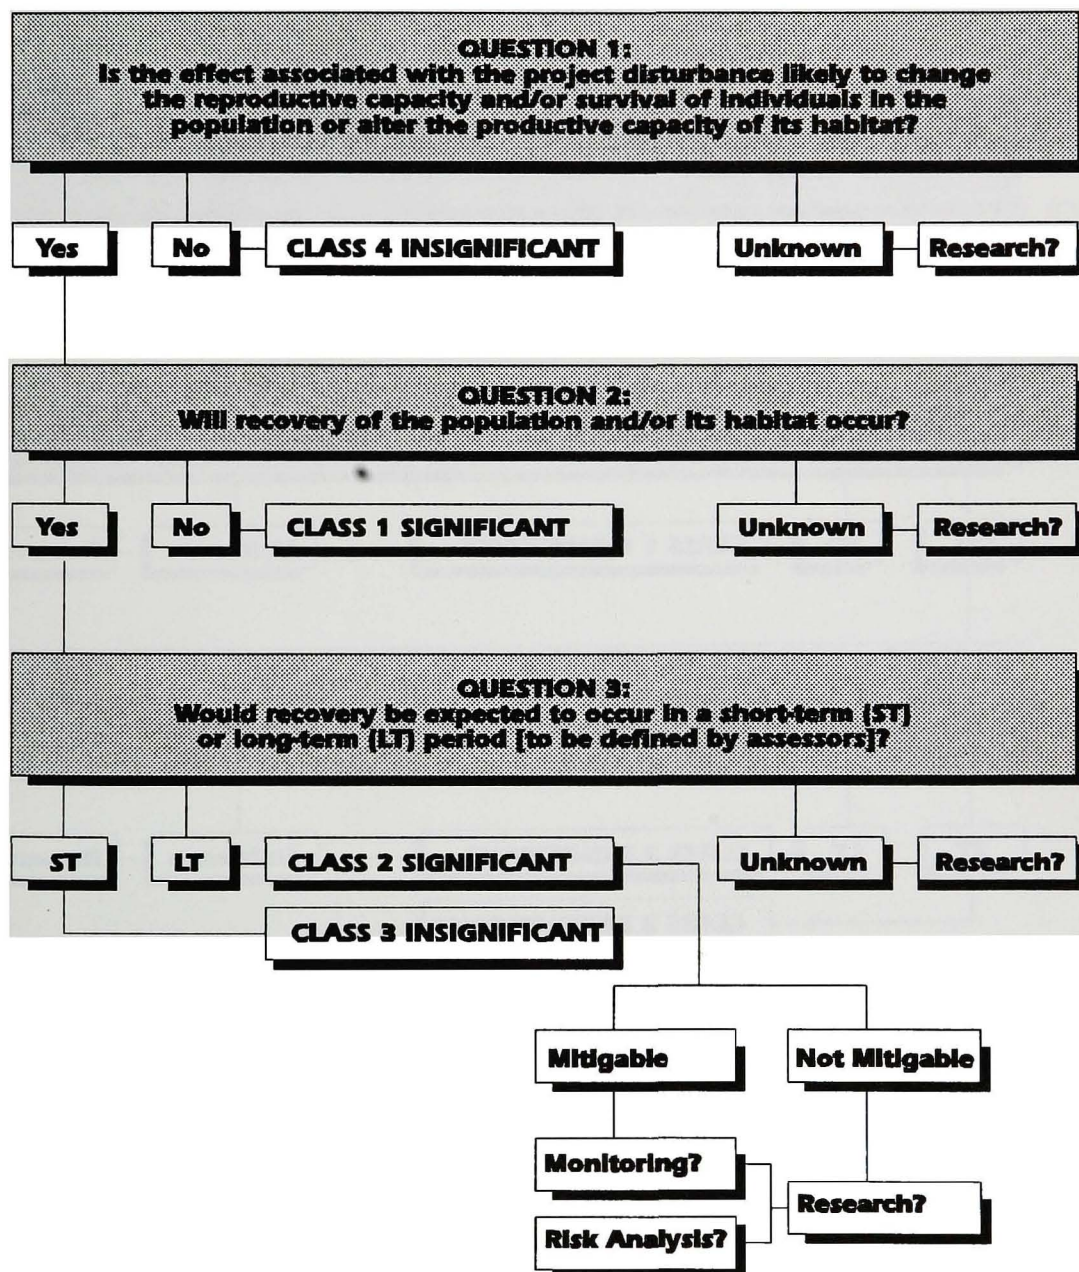 QUESTION 1:
Is the effect associated with the project disturbance likely to change
the reproductive capacity and/or survival of individuals in the
population or alter the productive capacity of its habitat?
Yes No CLASS 4 INSIGNIFICANT Unknown Research?
QUESTION 2:
Will recovery of the population and/or its habitat occur?
Yes No CLASS 1 SIGNIFICANT Unknown Research?
QUESTION 3:
Would recovery be expected to occur in a short-term (ST)
or long-term (LT) period [to be defined by assessors]?
ST LT CLASS 2 SIGNIFICANT Unknown Research?
CLASS 3 INSIGNIFICANT
Mitigable Not Mitigable
Monitoring?
Research?
Risk Analysis?